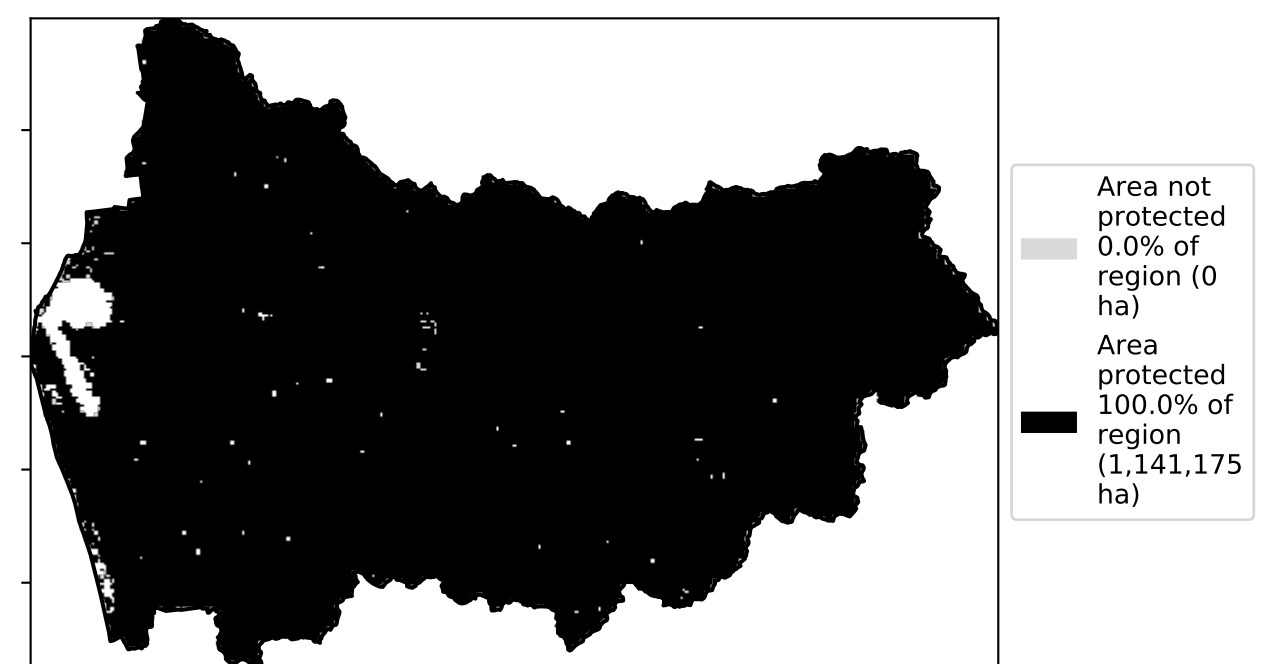 Area not
protected
0.0% of
region (0
ha)
Area
protected
100.0% of
region
(1,141,175
ha)